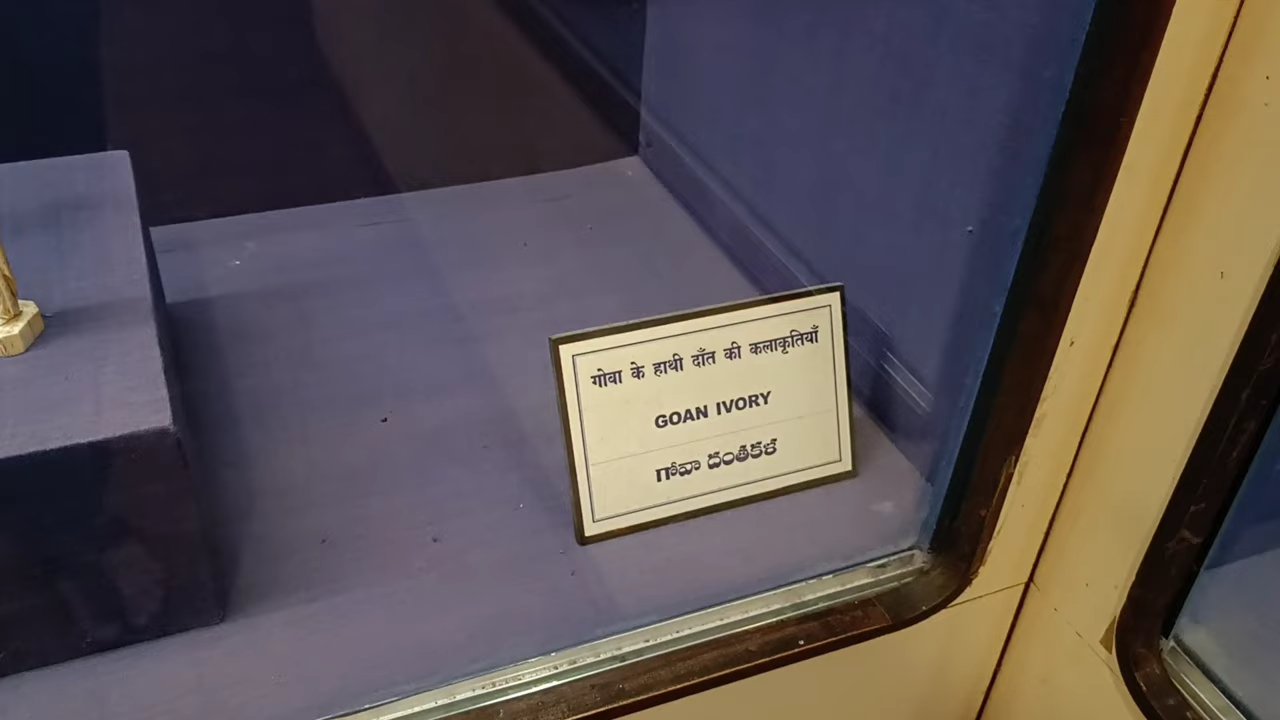 गोवा के हाथी दाँत की कलाकृतियाँ
GOAN IVORY
గోవా దంతకళ